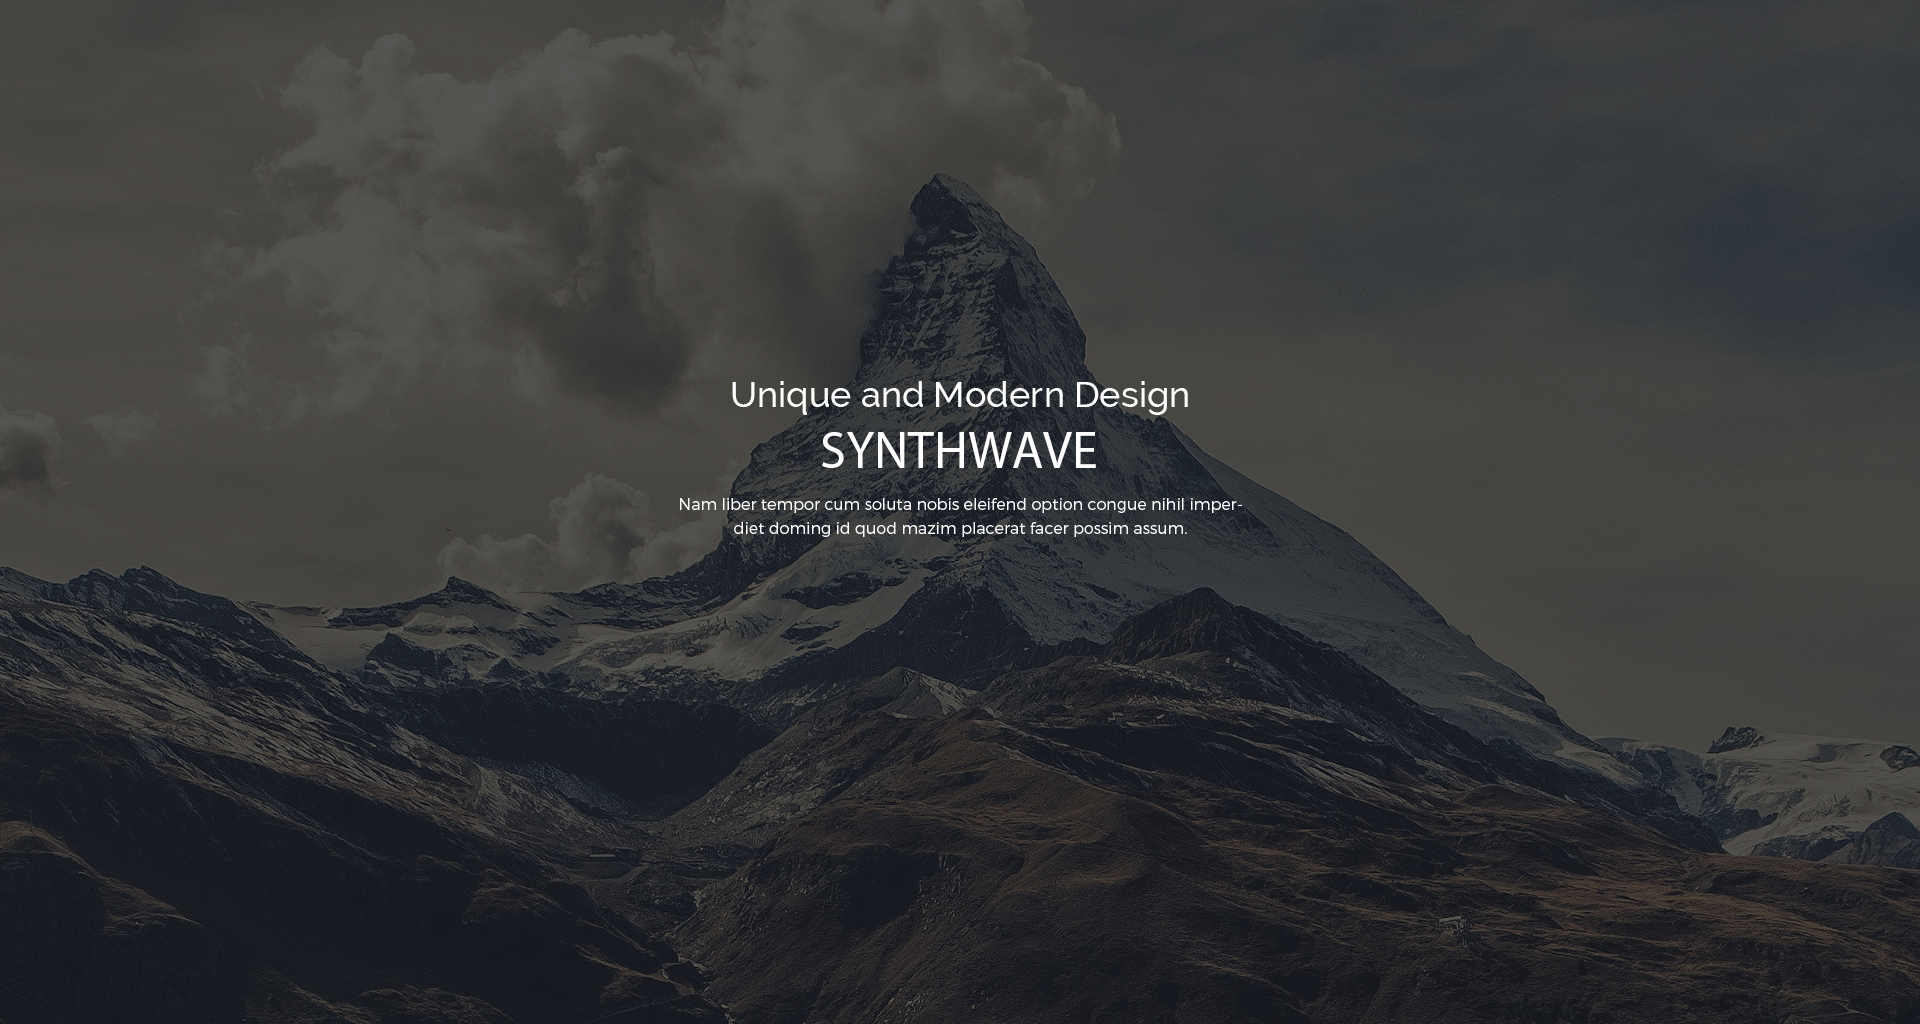 Unique and Modern Design
SYNTHWAVE
Nam liber tempor cum soluta nobis eleifend option congue nihil imper-
diet doming id quod mazim placerat facer possim assum.